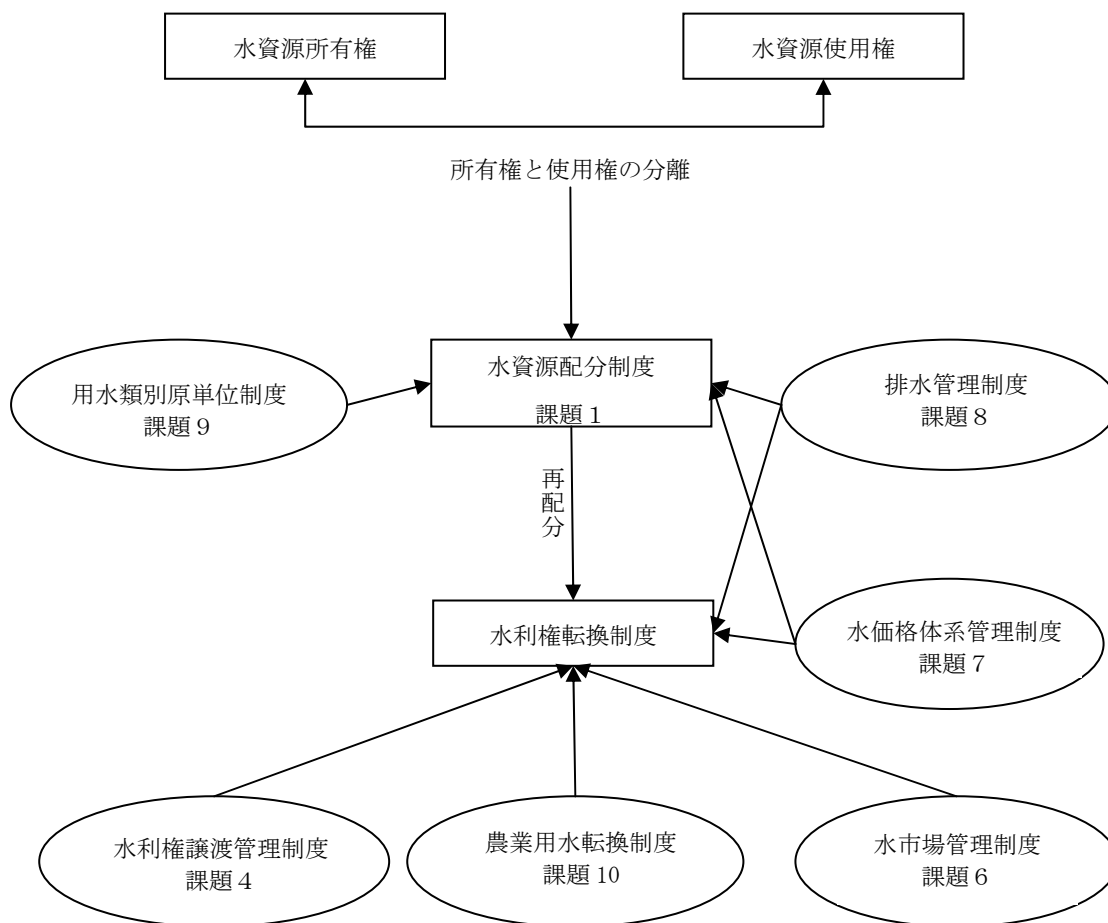 水資源所有権
水資源使用権
所有権と使用権の分離
水資源配分制度
課題１
用水類別原単位制度
課題９
排水管理制度
課題８
再配分
水利権転換制度
水価格体系管理制度
課題７
水利権譲渡管理制度
課題４
農業用水転換制度
課題 10
水市場管理制度
課題６